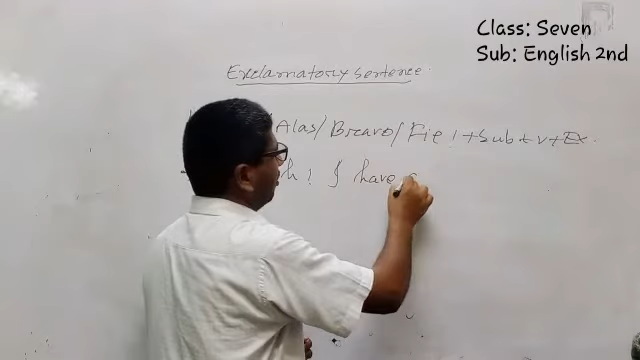 Class: Seven
Sub: English 2nd
Exclamatory sentence.
Alas/Bravo/Fie! + Sub + v + Ex.
h! I have